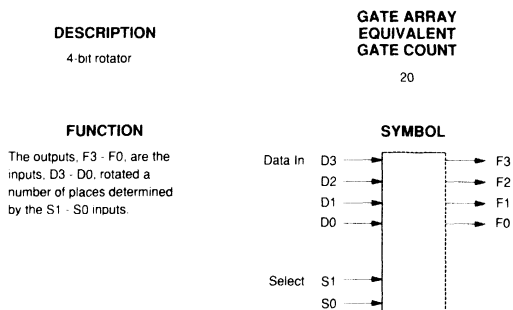 DESCRIPTION
4-bit rotator
GATE ARRAY
EQUIVALENT
GATE COUNT
20
FUNCTION
The outputs, F3 - F0, are the
inputs, D3 - D0, rotated a
number of places determined
by the S1 - S0 inputs.
SYMBOL
Data In D3 F3
D2 F2
D1 F1
D0 F0
Select S1
S0